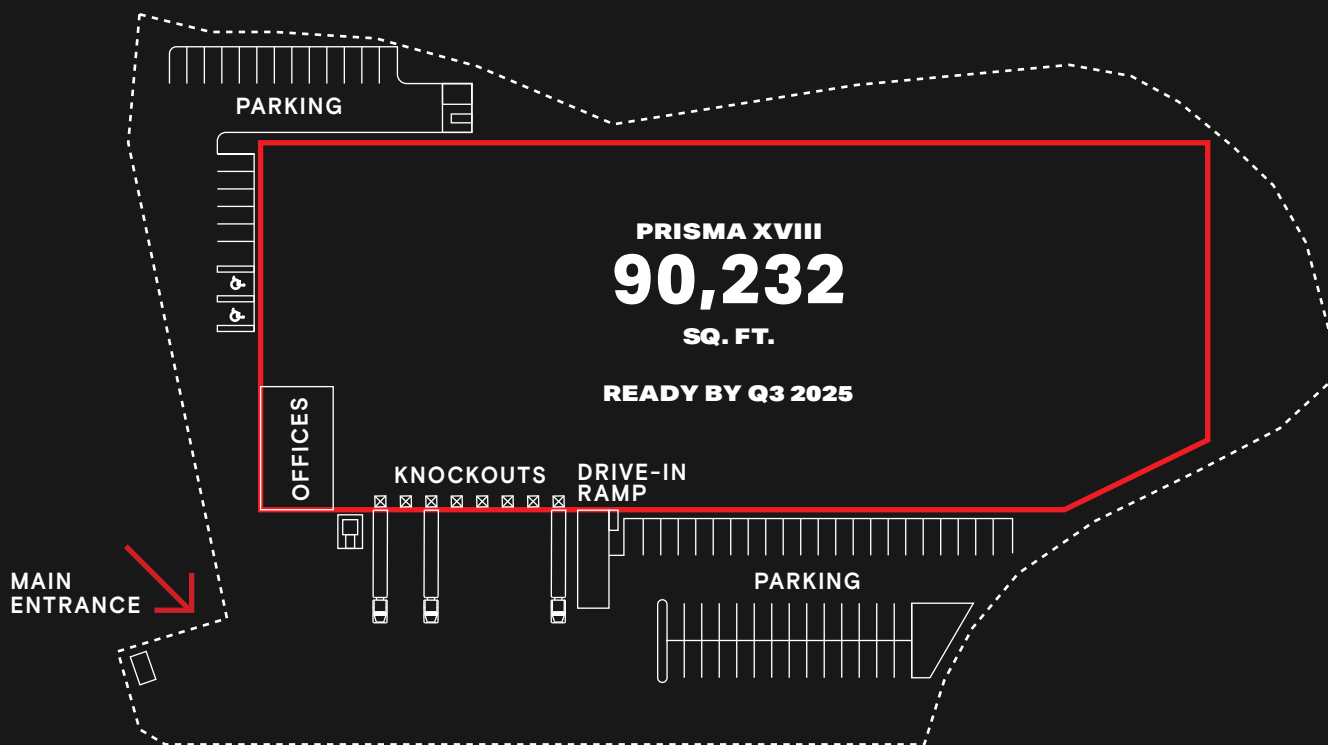 PARKING
PRISMA XVIII
90,232
SQ. FT.
READY BY Q3 2025
OFFICES
KNOCKOUTS
DRIVE-IN
RAMP
MAIN
ENTRANCE
PARKING